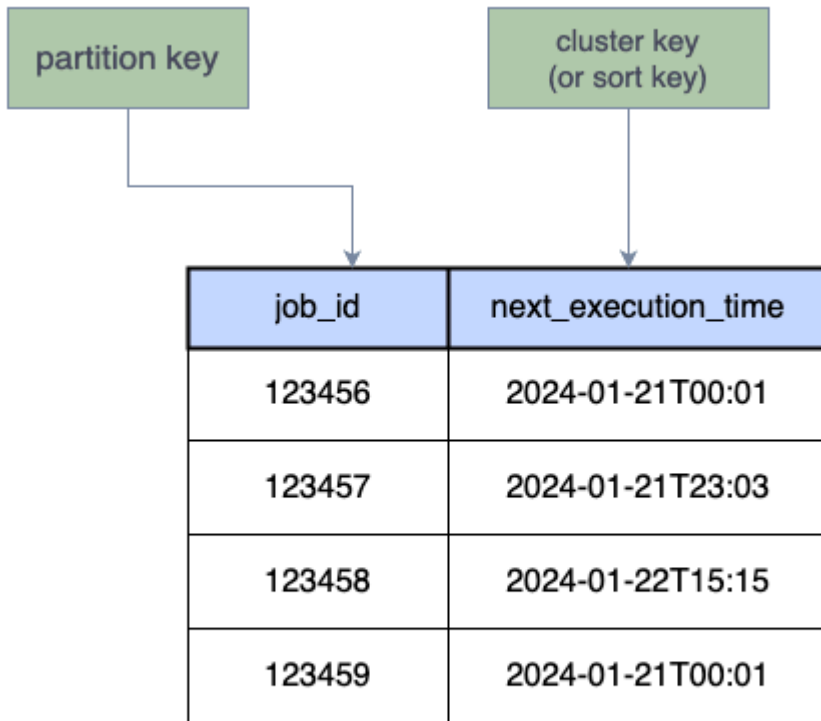 partition key
cluster key
(or sort key)
job_id next_execution_time
123456 2024-01-21T00:01
123457 2024-01-21T23:03
123458 2024-01-22T15:15
123459 2024-01-21T00:01